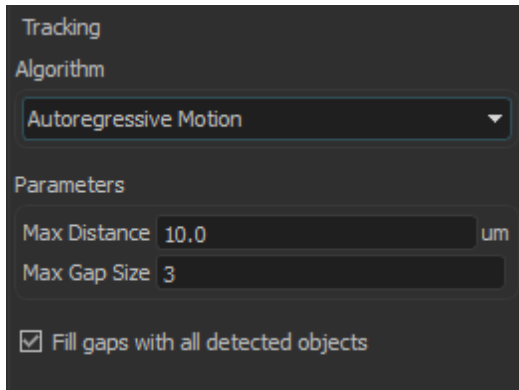 Tracking
Algorithm
Autoregressive Motion
Parameters
Max Distance 10.0 um
Max Gap Size 3
Fill gaps with all detected objects